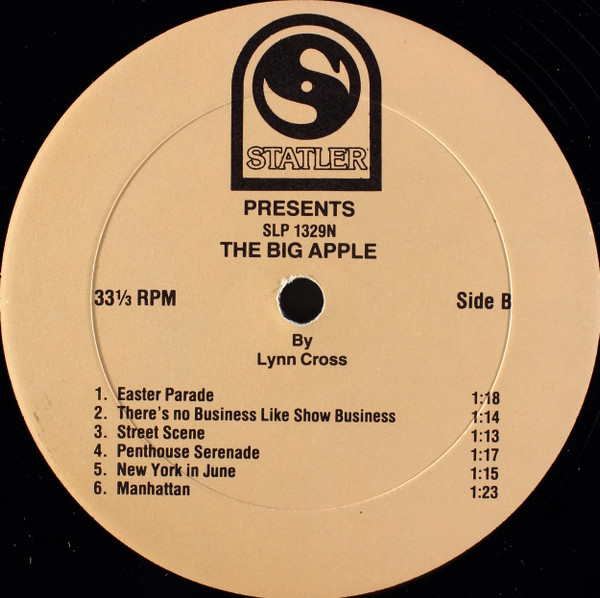 STATLER
PRESENTS
SLP 1329N
THE BIG APPLE
33⅓ RPM Side B
By
Lynn Cross
1. Easter Parade 1:18
2. There's no Business Like Show Business 1:14
3. Street Scene 1:13
4. Penthouse Serenade 1:17
5. New York in June 1:15
6. Manhattan 1:23